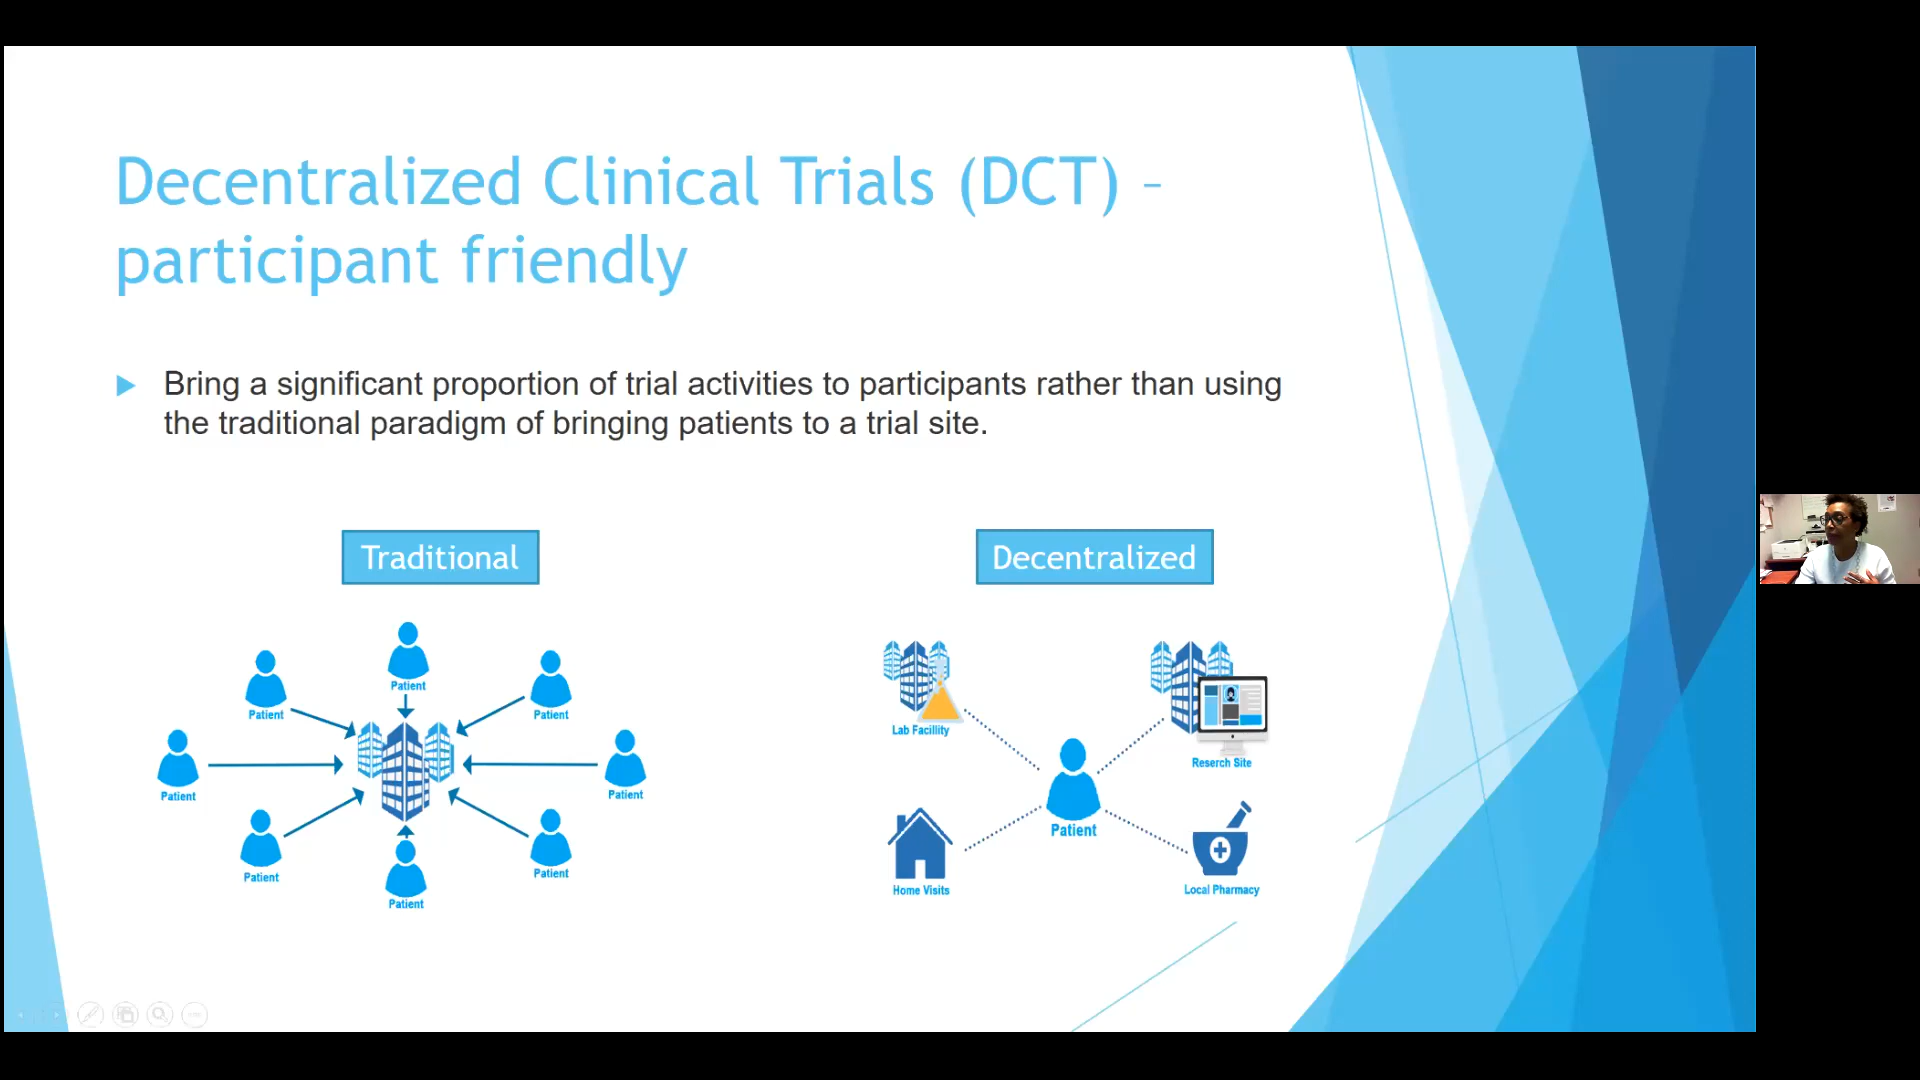 Decentralized Clinical Trials (DCT) –
participant friendly
Bring a significant proportion of trial activities to participants rather than using
the traditional paradigm of bringing patients to a trial site.
Traditional
Patient
Patient
Patient
Patient
Patient
Patient
Patient
Patient
Decentralized
Lab Facillity
Reserch Site
Patient
Home Visits
Local Pharmacy